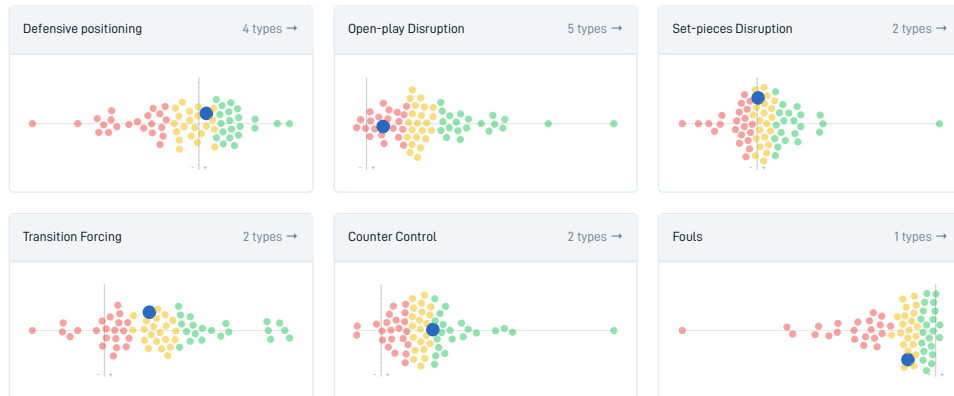 Defensive positioning 4 types →
Open-play Disruption 5 types →
Set-pieces Disruption 2 types →
- +
- +
- +
Transition Forcing 2 types →
Counter Control 2 types →
Fouls 1 types →
- +
- +
- +